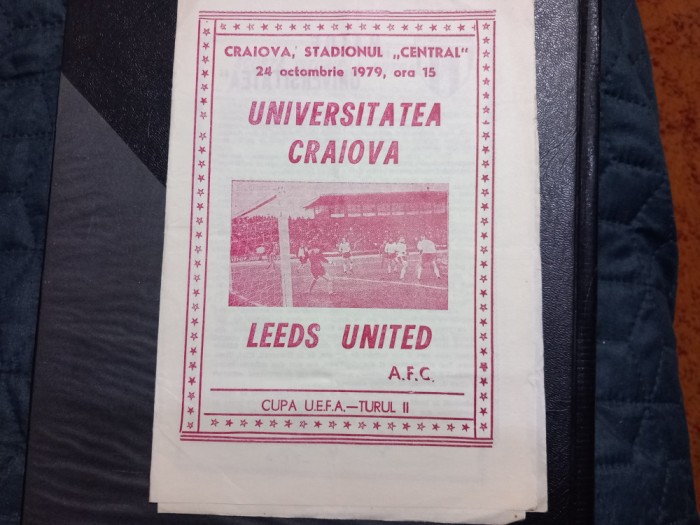 CRAIOVA, STADIONUL „CENTRAL"
24 octombrie 1979, ora 15
UNIVERSITATEA
CRAIOVA
LEEDS UNITED
A.F.C.
CUPA U.E.F.A.—TURUL II